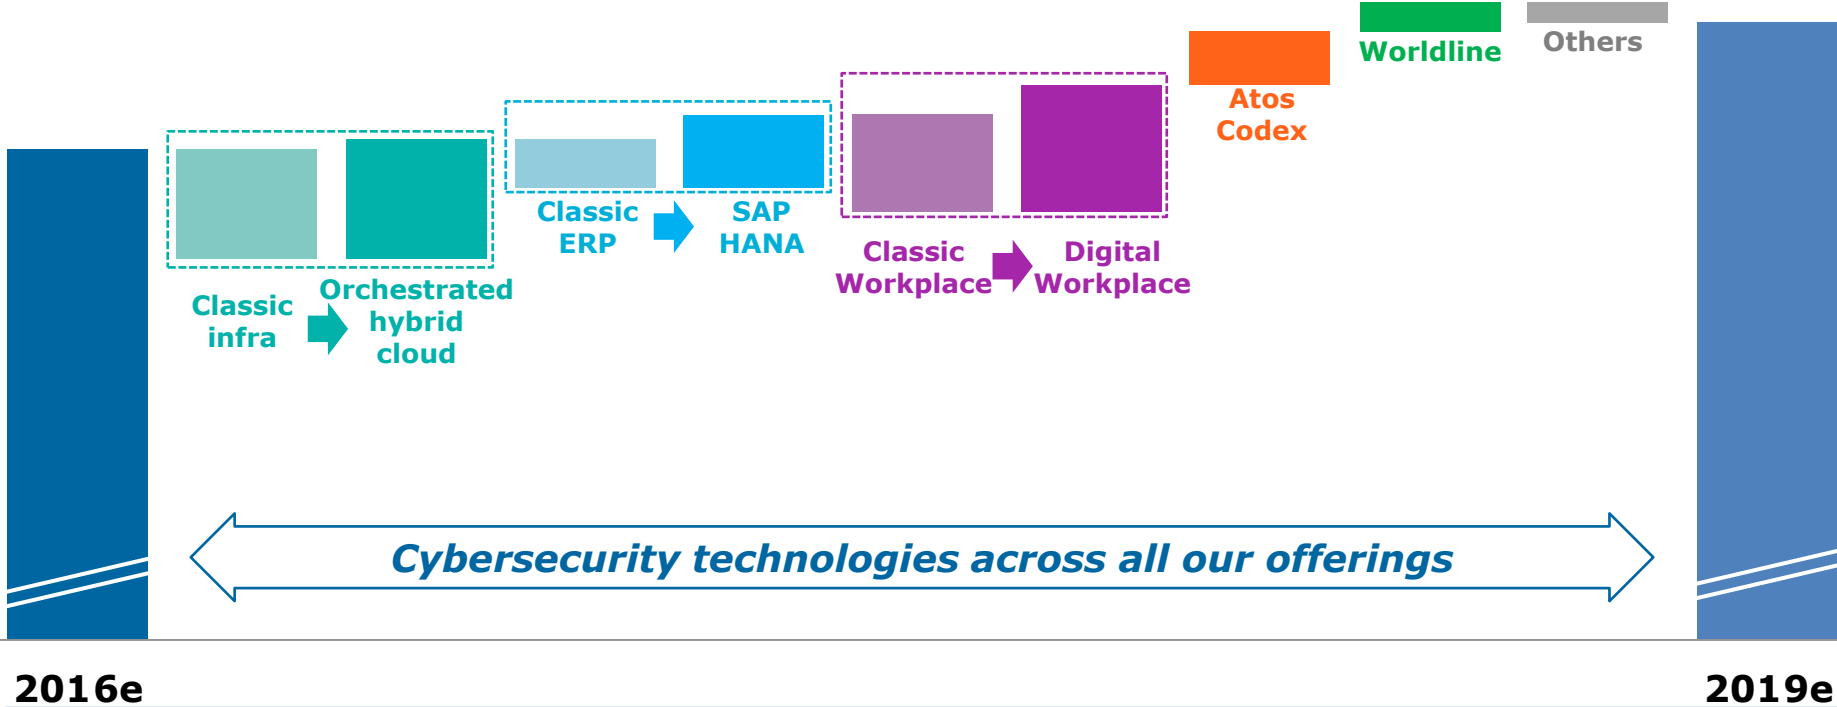 Worldline
Others
Atos
Codex
Classic
ERP
SAP
HANA
Classic
Workplace
Digital
Workplace
Classic
infra
Orchestrated
hybrid
cloud
Cybersecurity technologies across all our offerings
2016e
2019e